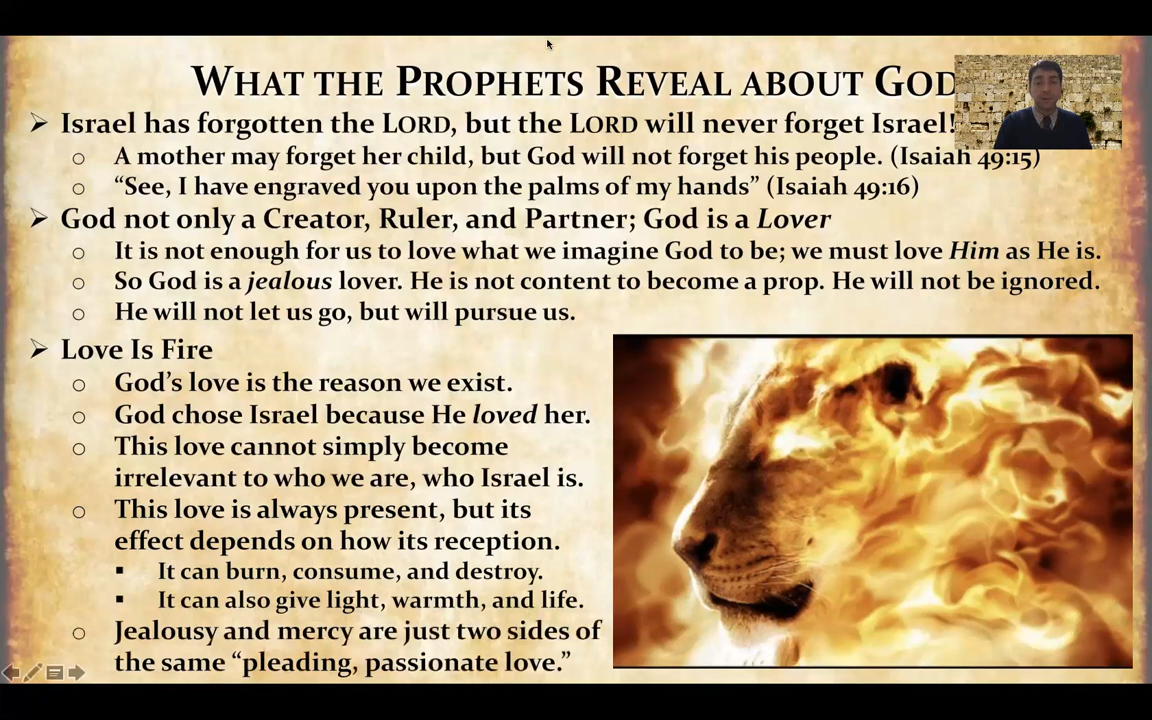 WHAT THE PROPHETS REVEAL ABOUT GOD
➢ Israel has forgotten the LORD, but the LORD will never forget Israel!
o A mother may forget her child, but God will not forget his people. (Isaiah 49:15)
o “See, I have engraved you upon the palms of my hands” (Isaiah 49:16)
➢ God not only a Creator, Ruler, and Partner; God is a Lover
o It is not enough for us to love what we imagine God to be; we must love Him as He is.
o So God is a jealous lover. He is not content to become a prop. He will not be ignored.
o He will not let us go, but will pursue us.
➢ Love Is Fire
o God’s love is the reason we exist.
o God chose Israel because He loved her.
o This love cannot simply become
irrelevant to who we are, who Israel is.
o This love is always present, but its
effect depends on how its reception.
▪ It can burn, consume, and destroy.
▪ It can also give light, warmth, and life.
o Jealousy and mercy are just two sides of
the same “pleading, passionate love.”